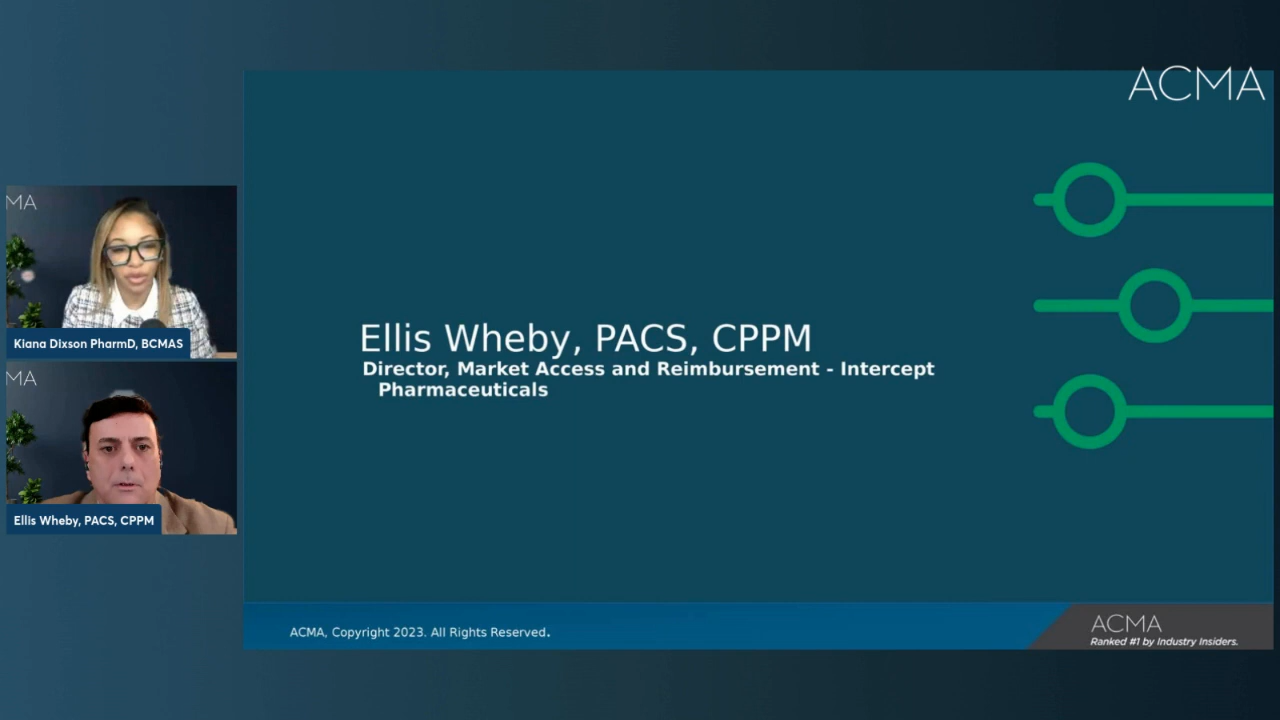 ACMA
MA
Kiana Dixson PharmD, BCMAS
MA
Ellis Wheby, PACS, CPPM
Ellis Wheby, PACS, CPPM
Director, Market Access and Reimbursement - Intercept
Pharmaceuticals
ACMA, Copyright 2023. All Rights Reserved.
ACMA
Ranked #1 by Industry Insiders.